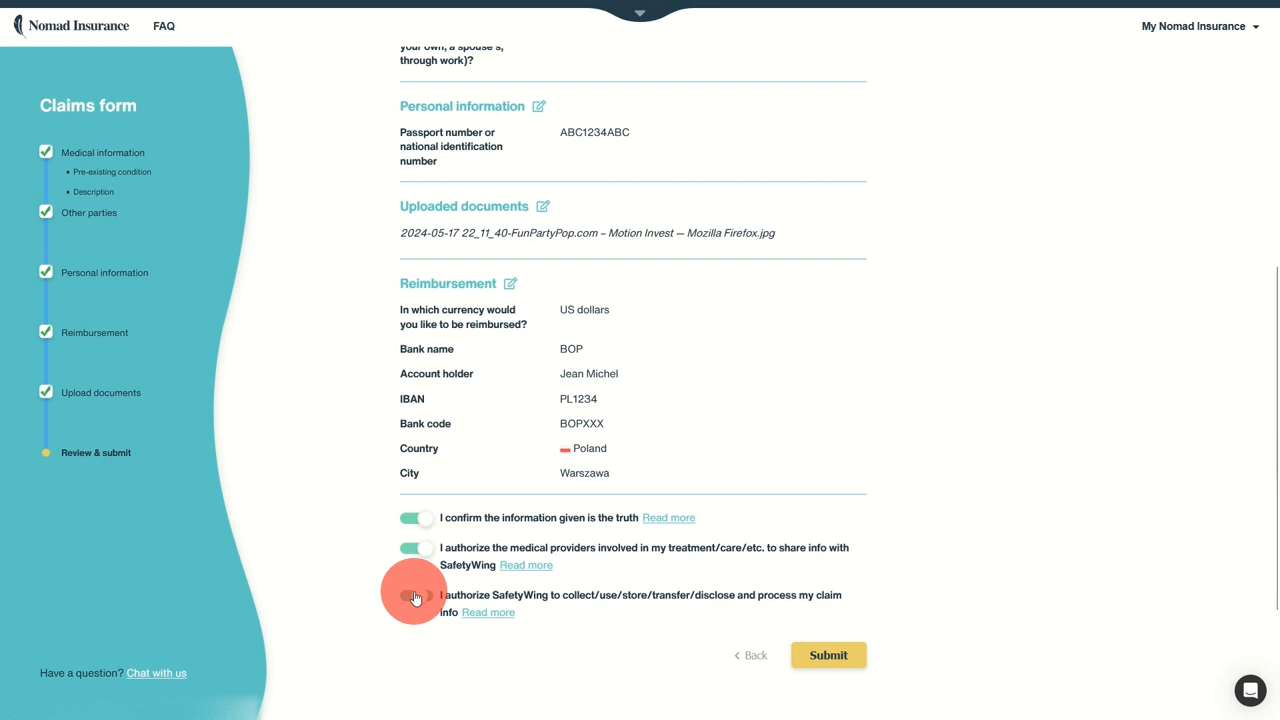 Nomad Insurance
FAQ
My Nomad Insurance
Claims form
Medical information
Pre-existing condition
Description
Other parties
Personal information
Reimbursement
Upload documents
Review & submit
Have a question? Chat with us
your own, a spouse's,
through work)?
Personal information
Passport number or
national identification
number
ABC1234ABC
Uploaded documents
2024-05-17 22_11_40-FunPartyPop.com – Motion Invest — Mozilla Firefox.jpg
Reimbursement
In which currency would
you like to be reimbursed?
US dollars
Bank name
BOP
Account holder
Jean Michel
IBAN
PL1234
Bank code
BOPXXX
Country
Poland
City
Warszawa
I confirm the information given is the truth Read more
I authorize the medical providers involved in my treatment/care/etc. to share info with
SafetyWing Read more
I authorize SafetyWing to collect/use/store/transfer/disclose and process my claim
info Read more
Back
Submit